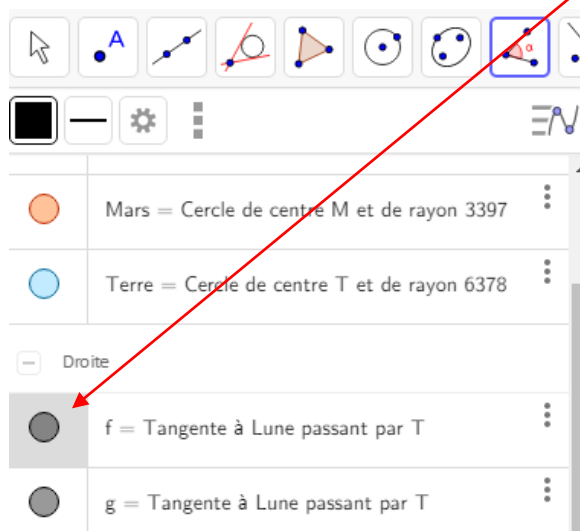 A
α
Mars = Cercle de centre M et de rayon 3397
Terre = Cercle de centre T et de rayon 6378
Droite
f = Tangente à Lune passant par T
g = Tangente à Lune passant par T